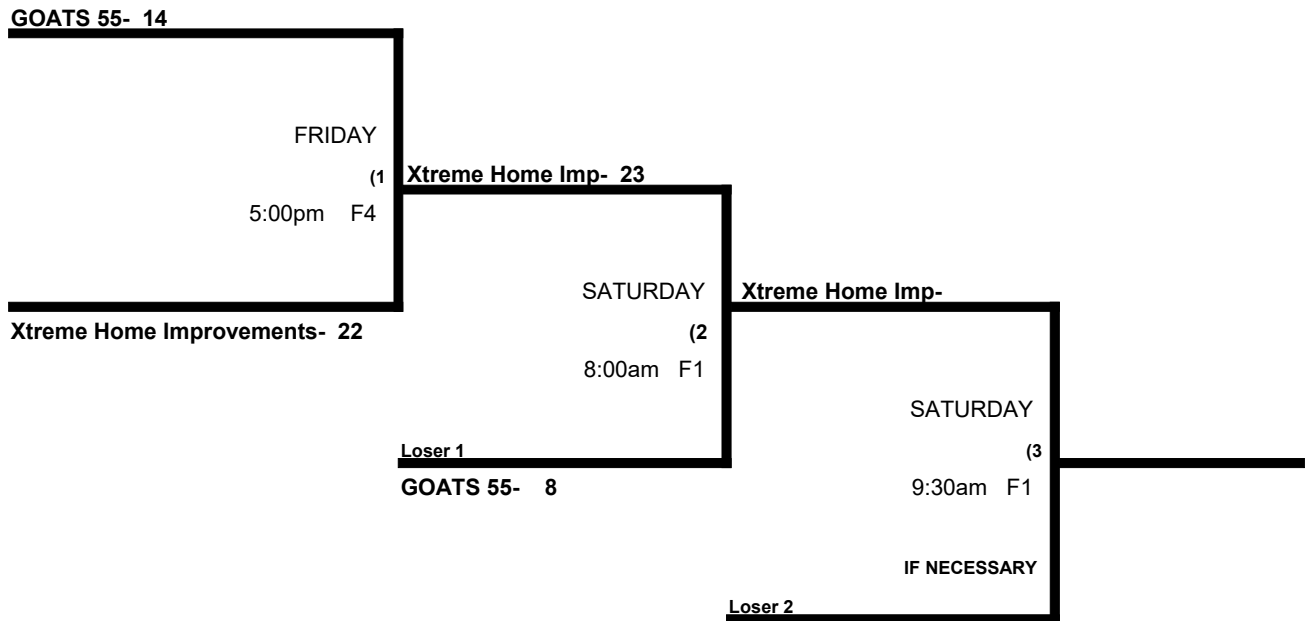 GOATS 55- 14
FRIDAY
(1
5:00pm F4
Xtreme Home Improvements- 22
Xtreme Home Imp- 23
SATURDAY
(2
8:00am F1
Loser 1
GOATS 55- 8
Xtreme Home Imp-
SATURDAY
(3
9:30am F1
IF NECESSARY
Loser 2